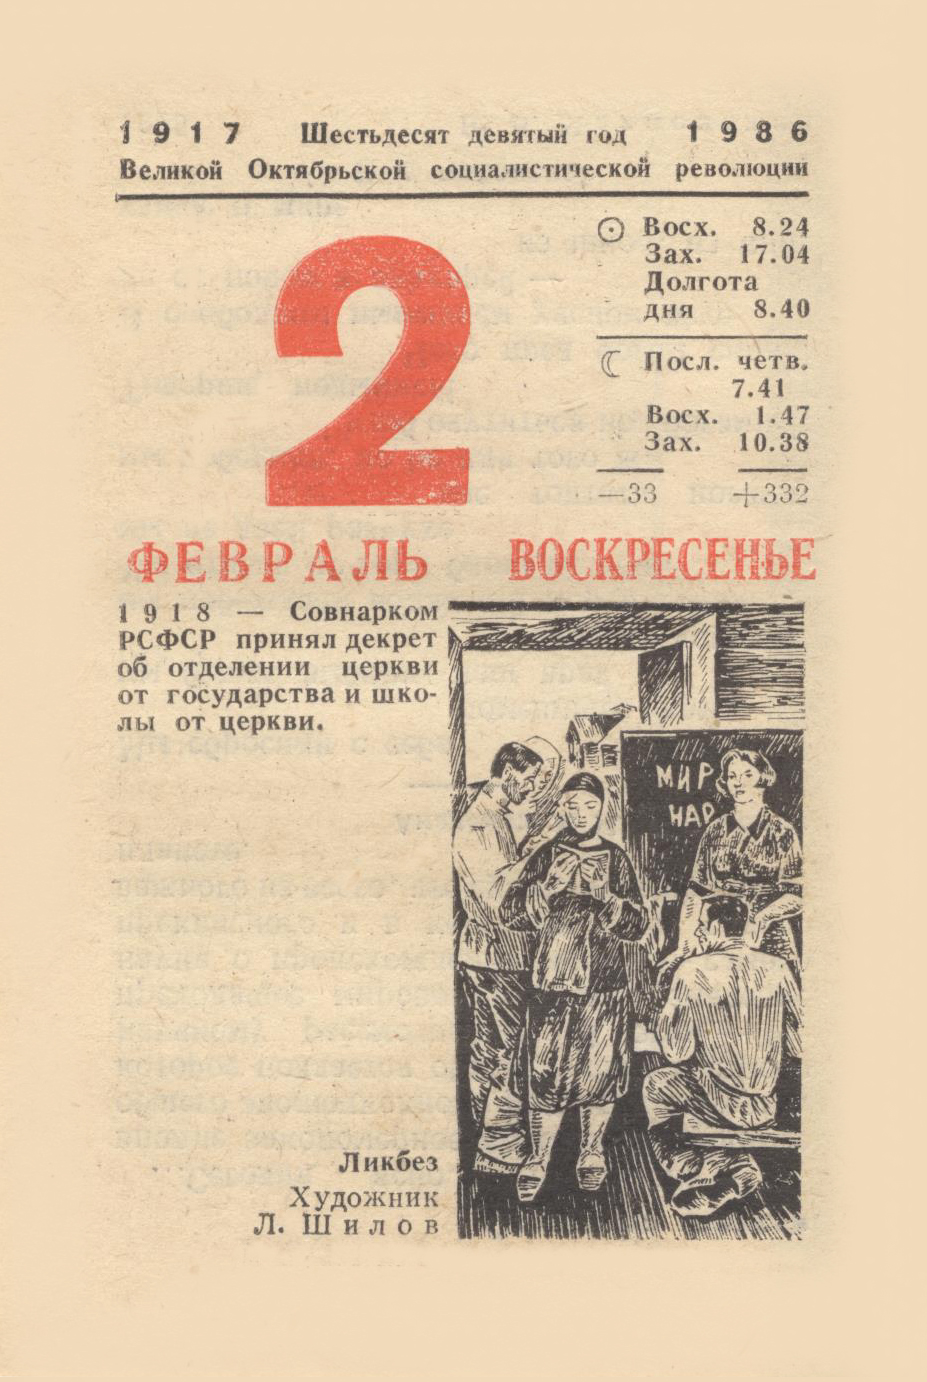 1917 Шестьдесят девятый год 1986
Великой Октябрьской социалистической революции
2
Восх. 8.24
Зах. 17.04
Долгота
дня 8.40
Посл. четв.
7.41
Восх. 1.47
Зах. 10.38
—33 +332
ФЕВРАЛЬ ВОСКРЕСЕНЬЕ
1918 — Совнарком
РСФСР принял декрет
об отделении церкви
от государства и шко-
лы от церкви.
МИР
НАР
Ликбез
Художник
Л. Шилов